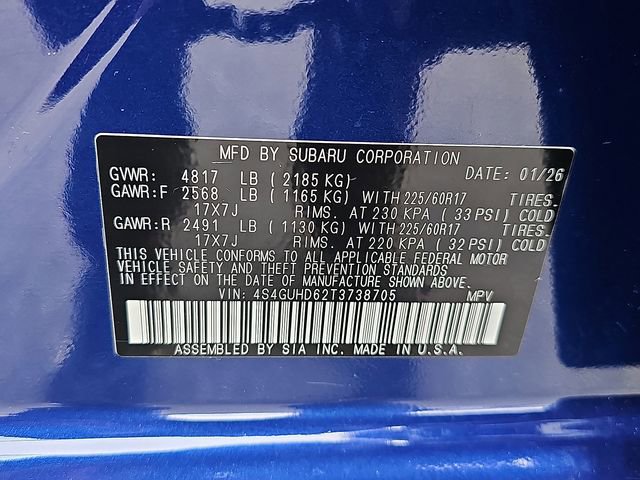 MFD BY SUBARU CORPORATION
GVWR: 4817 LB (2185 KG) DATE: 01/26
GAWR:F 2568 LB (1165 KG) WITH 225/60R17 TIRES.
17X7J RIMS. AT 230 KPA (33 PSI) COLD
GAWR:R 2491 LB (1130 KG) WITH 225/60R17 TIRES.
17X7J RIMS. AT 220 KPA (32 PSI) COLD
THIS VEHICLE CONFORMS TO ALL APPLICABLE FEDERAL MOTOR
VEHICLE SAFETY AND THEFT PREVENTION STANDARDS
IN EFFECT ON THE DATE OF MANUFACTURE SHOWN ABOVE.
VIN: 4S4GUHD62T3738705 MPV
ASSEMBLED BY SIA INC. MADE IN U.S.A.